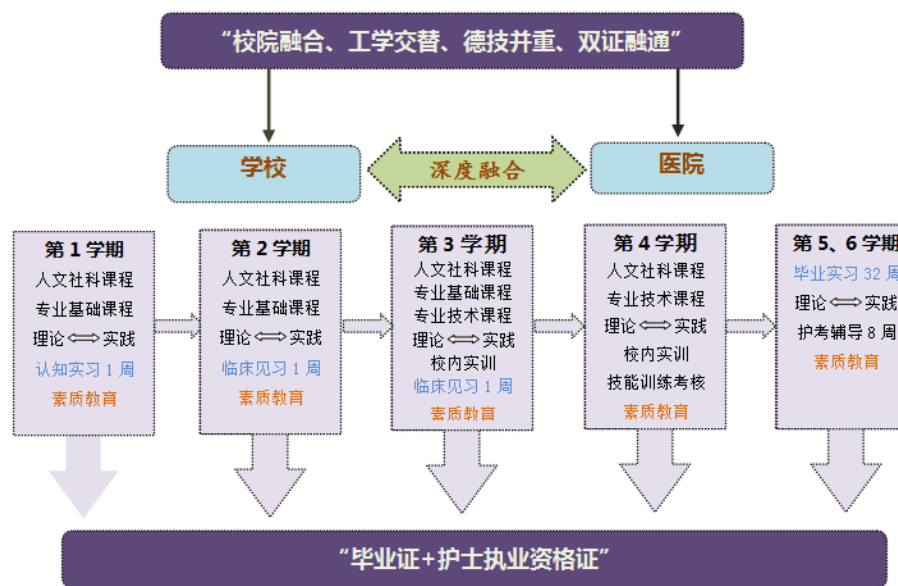 “校院融合、工学交替、德技并重、双证融通”
学校
深度融合
医院
第 1 学期
人文社科课程
专业基础课程
理论 实践
认知实习 1 周
素质教育
第 2 学期
人文社科课程
专业基础课程
理论 实践
临床见习 1 周
素质教育
第 3 学期
人文社科课程
专业基础课程
专业技术课程
理论 实践
校内实训
临床见习 1 周
素质教育
第 4 学期
人文社科课程
专业技术课程
理论 实践
校内实训
技能训练考核
素质教育
第 5、6 学期
毕业实习 32 周
理论 实践
护考辅导 8 周
素质教育
“毕业证+护士执业资格证”